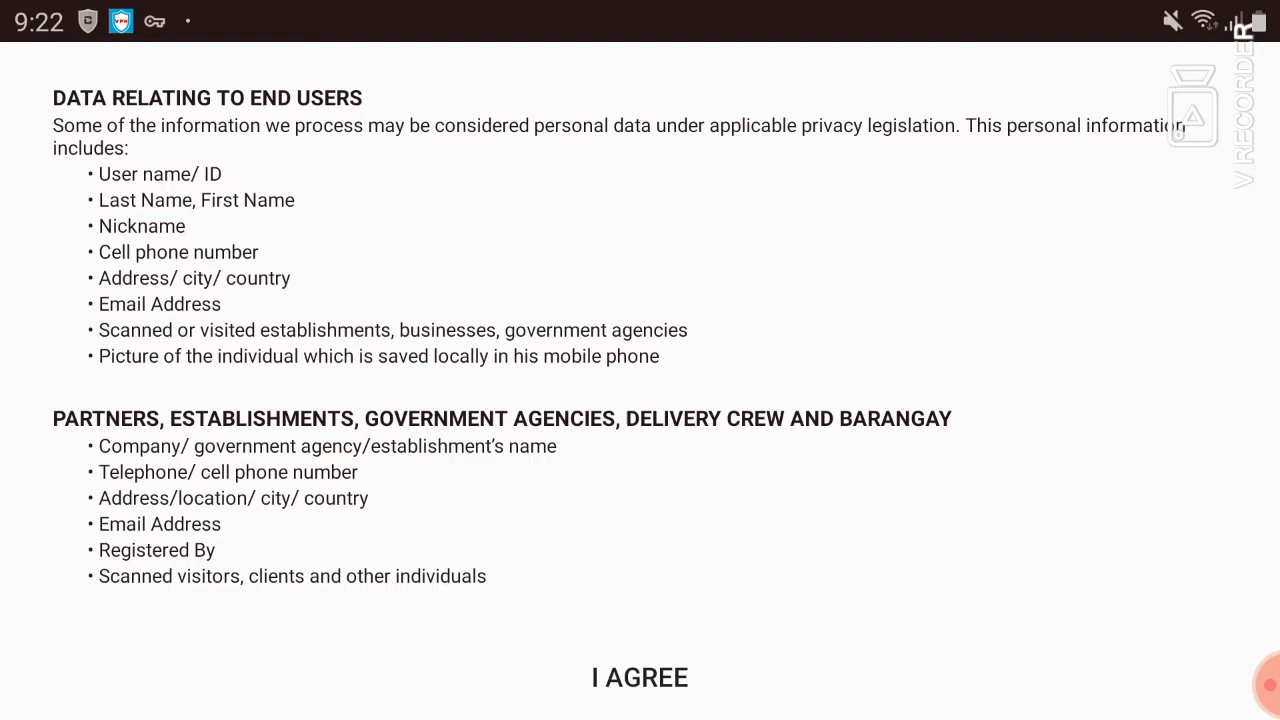 9:22
VPN
V RECORDER
DATA RELATING TO END USERS
Some of the information we process may be considered personal data under applicable privacy legislation. This personal information
includes:
• User name/ ID
• Last Name, First Name
• Nickname
• Cell phone number
• Address/ city/ country
• Email Address
• Scanned or visited establishments, businesses, government agencies
• Picture of the individual which is saved locally in his mobile phone
PARTNERS, ESTABLISHMENTS, GOVERNMENT AGENCIES, DELIVERY CREW AND BARANGAY
• Company/ government agency/establishment’s name
• Telephone/ cell phone number
• Address/location/ city/ country
• Email Address
• Registered By
• Scanned visitors, clients and other individuals
I AGREE